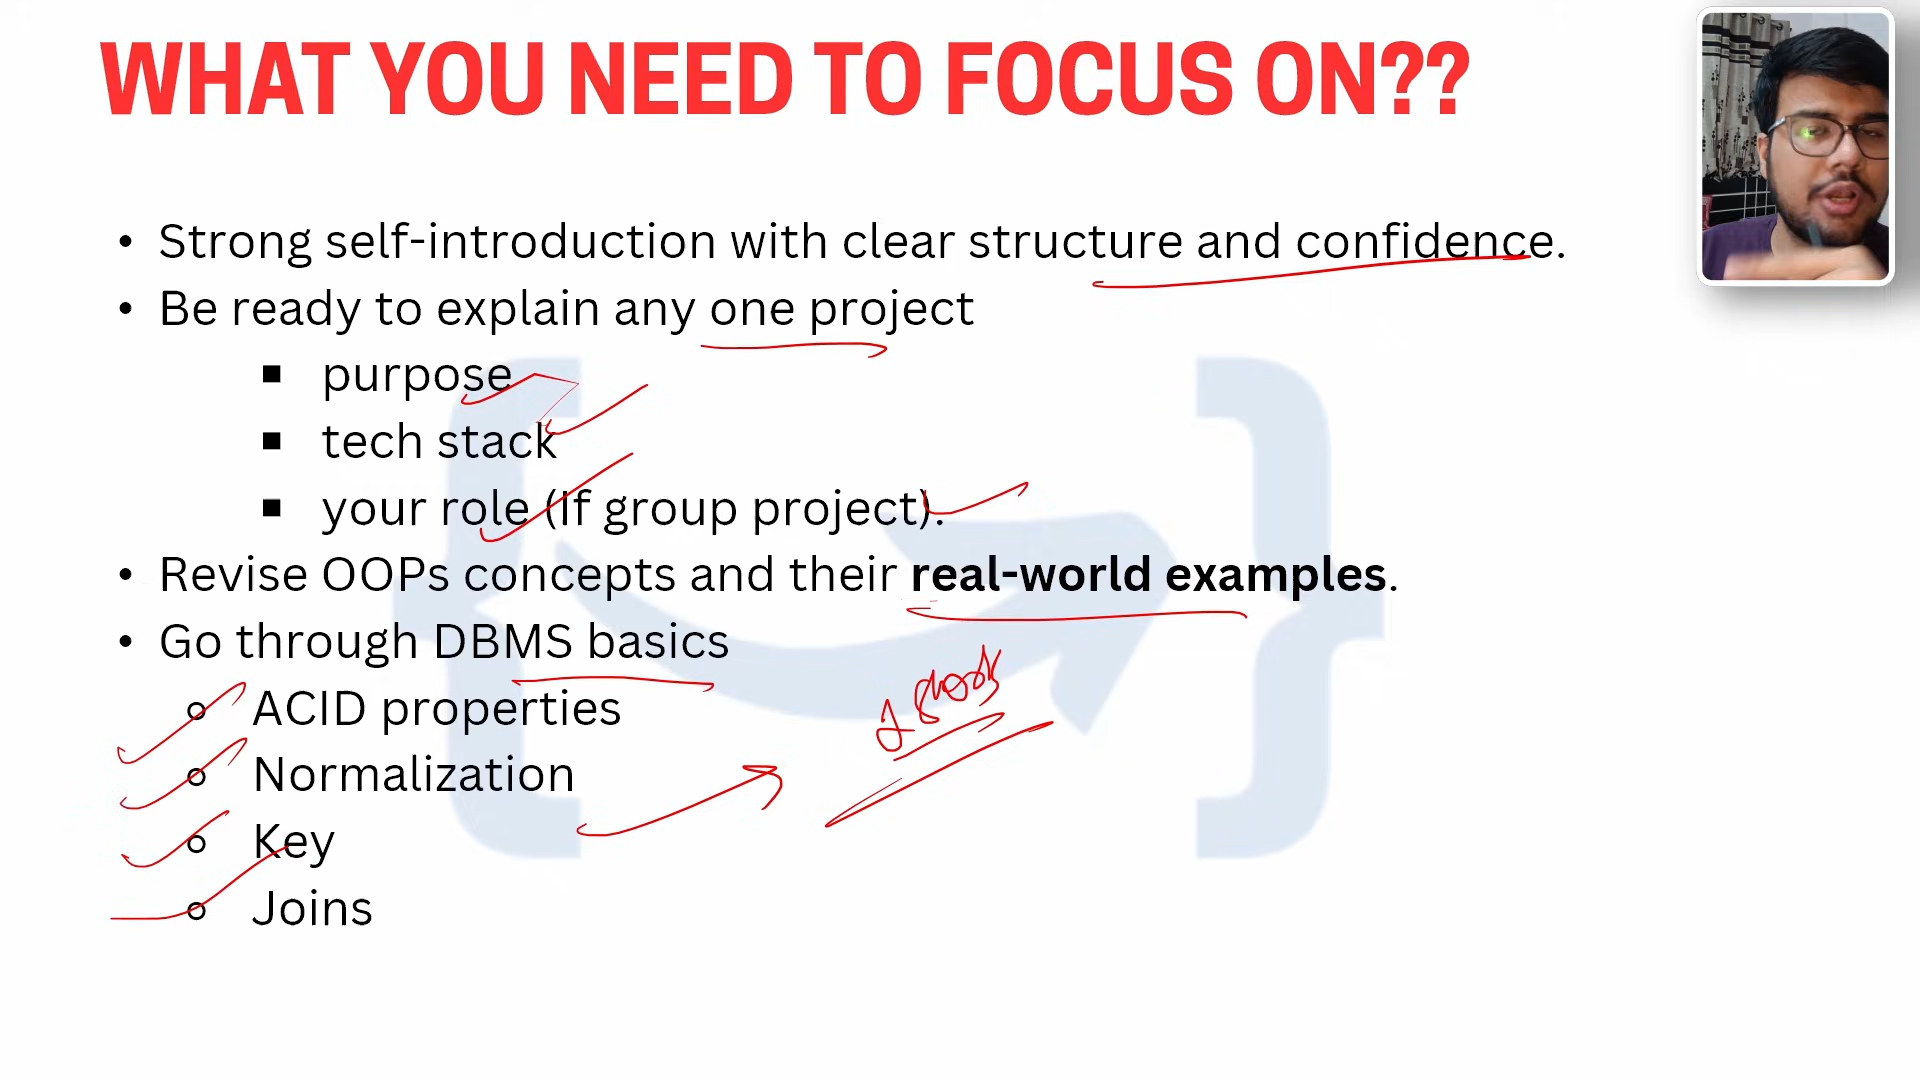 WHAT YOU NEED TO FOCUS ON??
• Strong self-introduction with clear structure and confidence.
• Be ready to explain any one project
▪ purpose
▪ tech stack
▪ your role (If group project).
• Revise OOPs concepts and their real-world examples.
• Go through DBMS basics
○ ACID properties
○ Normalization
○ Key
○ Joins